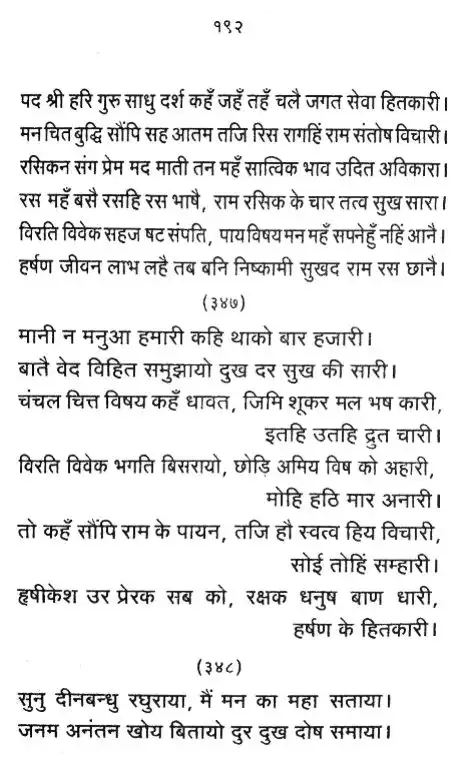 १९२
पद श्री हरि गुरु साधु दर्श कहँ जहँ तहँ चलै जगत सेवा हितकारी।
मन चित बुद्धि सौंपि सह आतम तजि रिस रागहिं राम संतोष विचारी।
रसिकन संग प्रेम मद माती तन महँ सात्विक भाव उदित अविकारा।
रस महँ बसै रसहि रस भाषै, राम रसिक के चार तत्व सुख सारा।
विरति विवेक सहज षट संपति, पाय विषय मन महँ सपनेहुँ नहिं आनै।
हर्षण जीवन लाभ लहै तब बनि निष्कामी सुखद राम रस छानै।
(३४७)
मानी न मनुआ हमारी कहि थाको बार हजारी।
बातै वेद विहित समुझायो दुख दर सुख की सारी।
चंचल चित्त विषय कहँ धावत, जिमि शूकर मल भष कारी,
इतहि उतहि द्रुत चारी।
विरति विवेक भगति बिसरायो, छोड़ि अमिय विष को अहारी,
मोहि हठि मार अनारी।
तो कहँ सौंपि राम के पायन, तजि हौ स्वत्व हिय विचारी,
सोई तोहिं सम्हारी।
हृषीकेश उर प्रेरक सब को, रक्षक धनुष बाण धारी,
हर्षण के हितकारी।
(३४८)
सुनु दीनबन्धु रघुराया, मैं मन का महा सताया।
जनम अनंतन खोय बितायो दुर दुख दोष समाया।